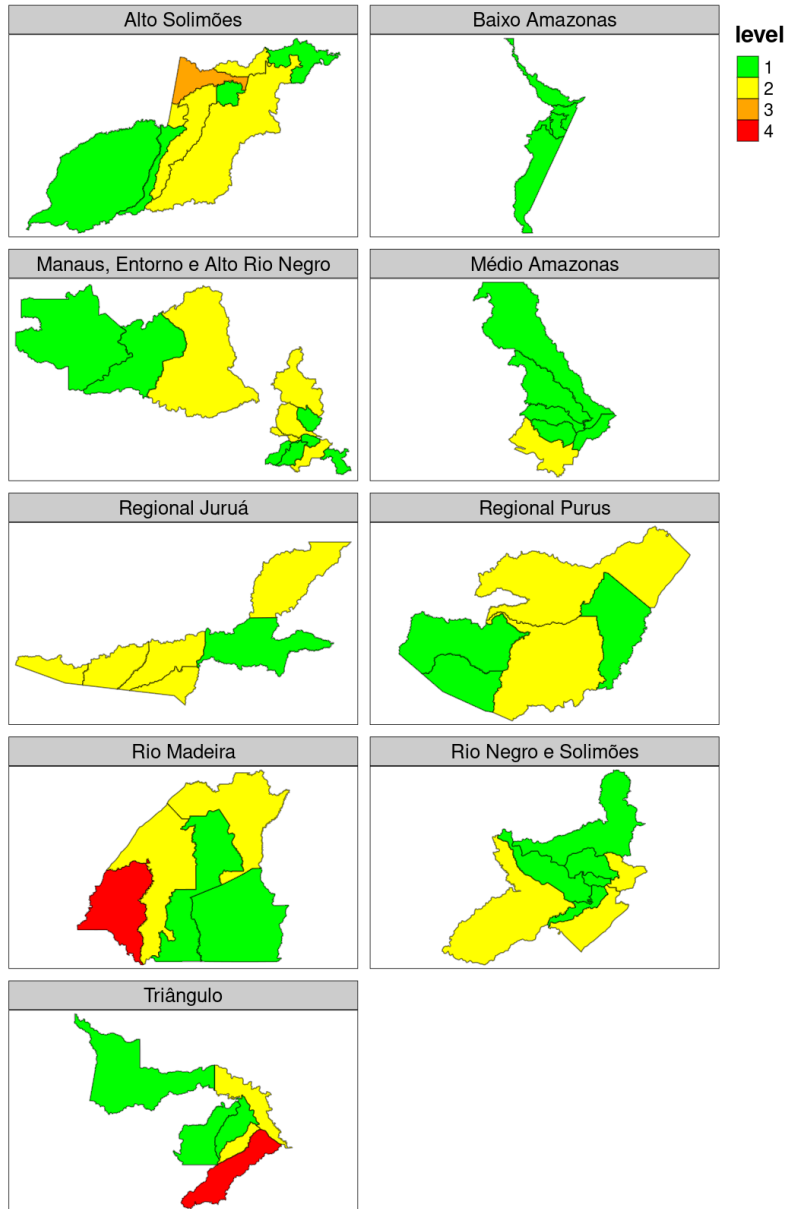 Alto Solimões
Baixo Amazonas
level
1
2
3
4
Manaus, Entorno e Alto Rio Negro
Médio Amazonas
Regional Juruá
Regional Purus
Rio Madeira
Rio Negro e Solimões
Triângulo